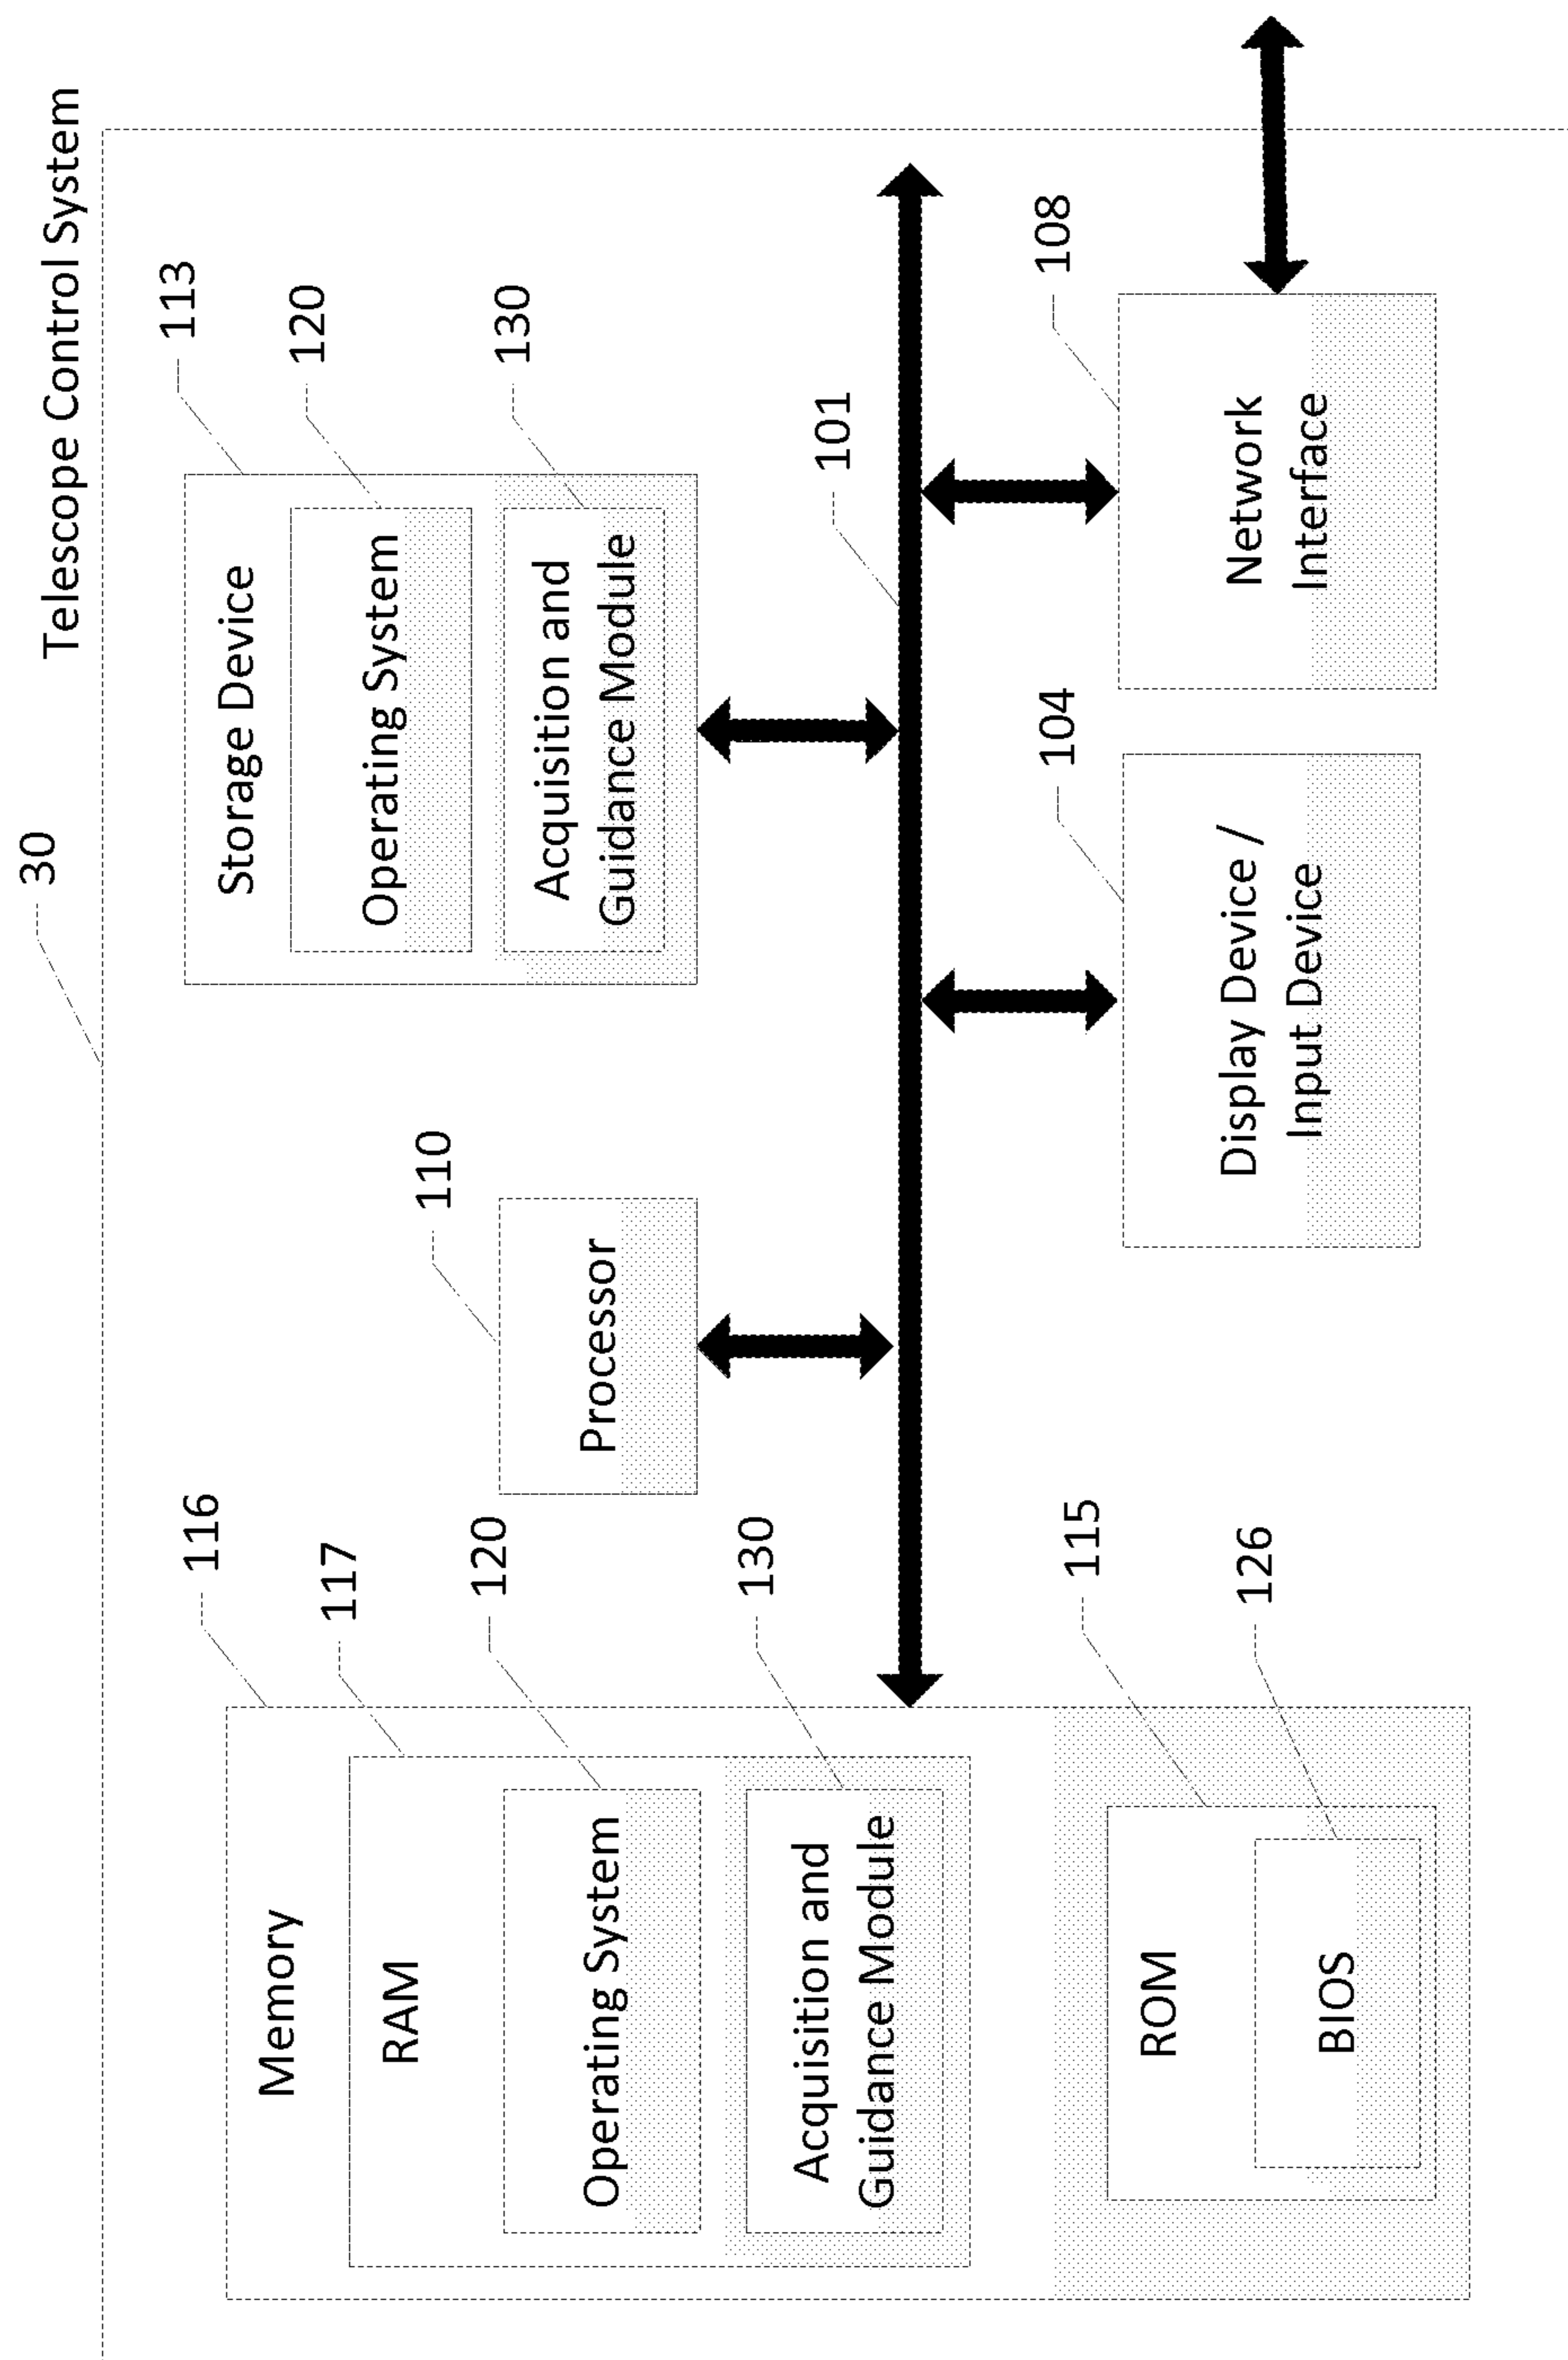 Telescope Control System
30
116
Memory
117
RAM
120
Operating System
130
Acquisition and
Guidance Module
115
ROM
126
BIOS
110
Processor
113
Storage Device
120
Operating System
130
Acquisition and
Guidance Module
101
104
Display Device /
Input Device
108
Network
Interface